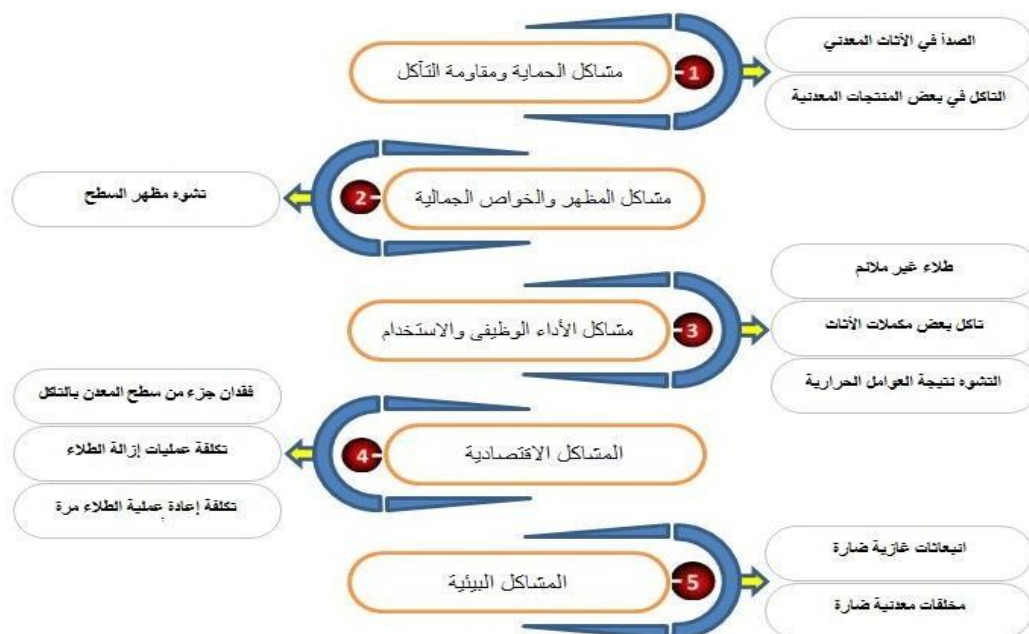 1
مشاكل الحماية ومقاومة التآكل
الصدأ في الأثاث المعدني
التاكل في بعض المنتجات المعدنية
2
مشاكل المظهر والخواص الجمالية
تشوه مظهر السطح
3
مشاكل الأداء الوظيفى والاستخدام
طلاء غير ملائم
تاكل بعض مكملات الأثاث
التشوه نتيجة العوامل الحرارية
4
المشاكل الاقتصادية
فقدان جزء من سطح المعدن بالتاكل
تكلفة عمليات إزالة الطلاء
تكلفة إعادة عملية الطلاء مرة
5
المشاكل البيئية
انبعاثات غازية ضارة
مخلفات معدنية ضارة